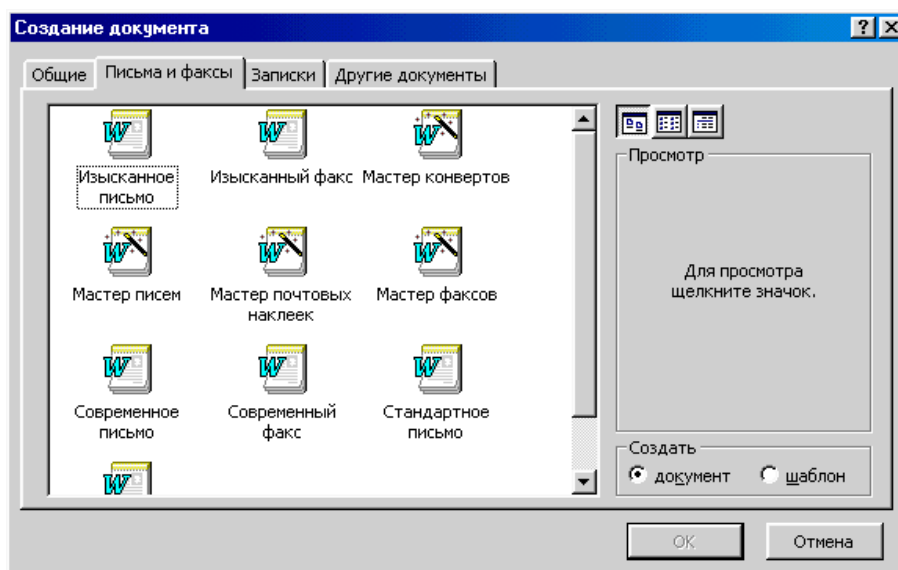 Создание документа
Общие Письма и факсы Записки Другие документы
Изысканное
письмо
Изысканный факс
Мастер конвертов
Мастер писем
Мастер почтовых
наклеек
Мастер факсов
Современное
письмо
Современный
факс
Стандартное
письмо
Просмотр
Для просмотра
щелкните значок.
Создать
документ шаблон
OK Отмена